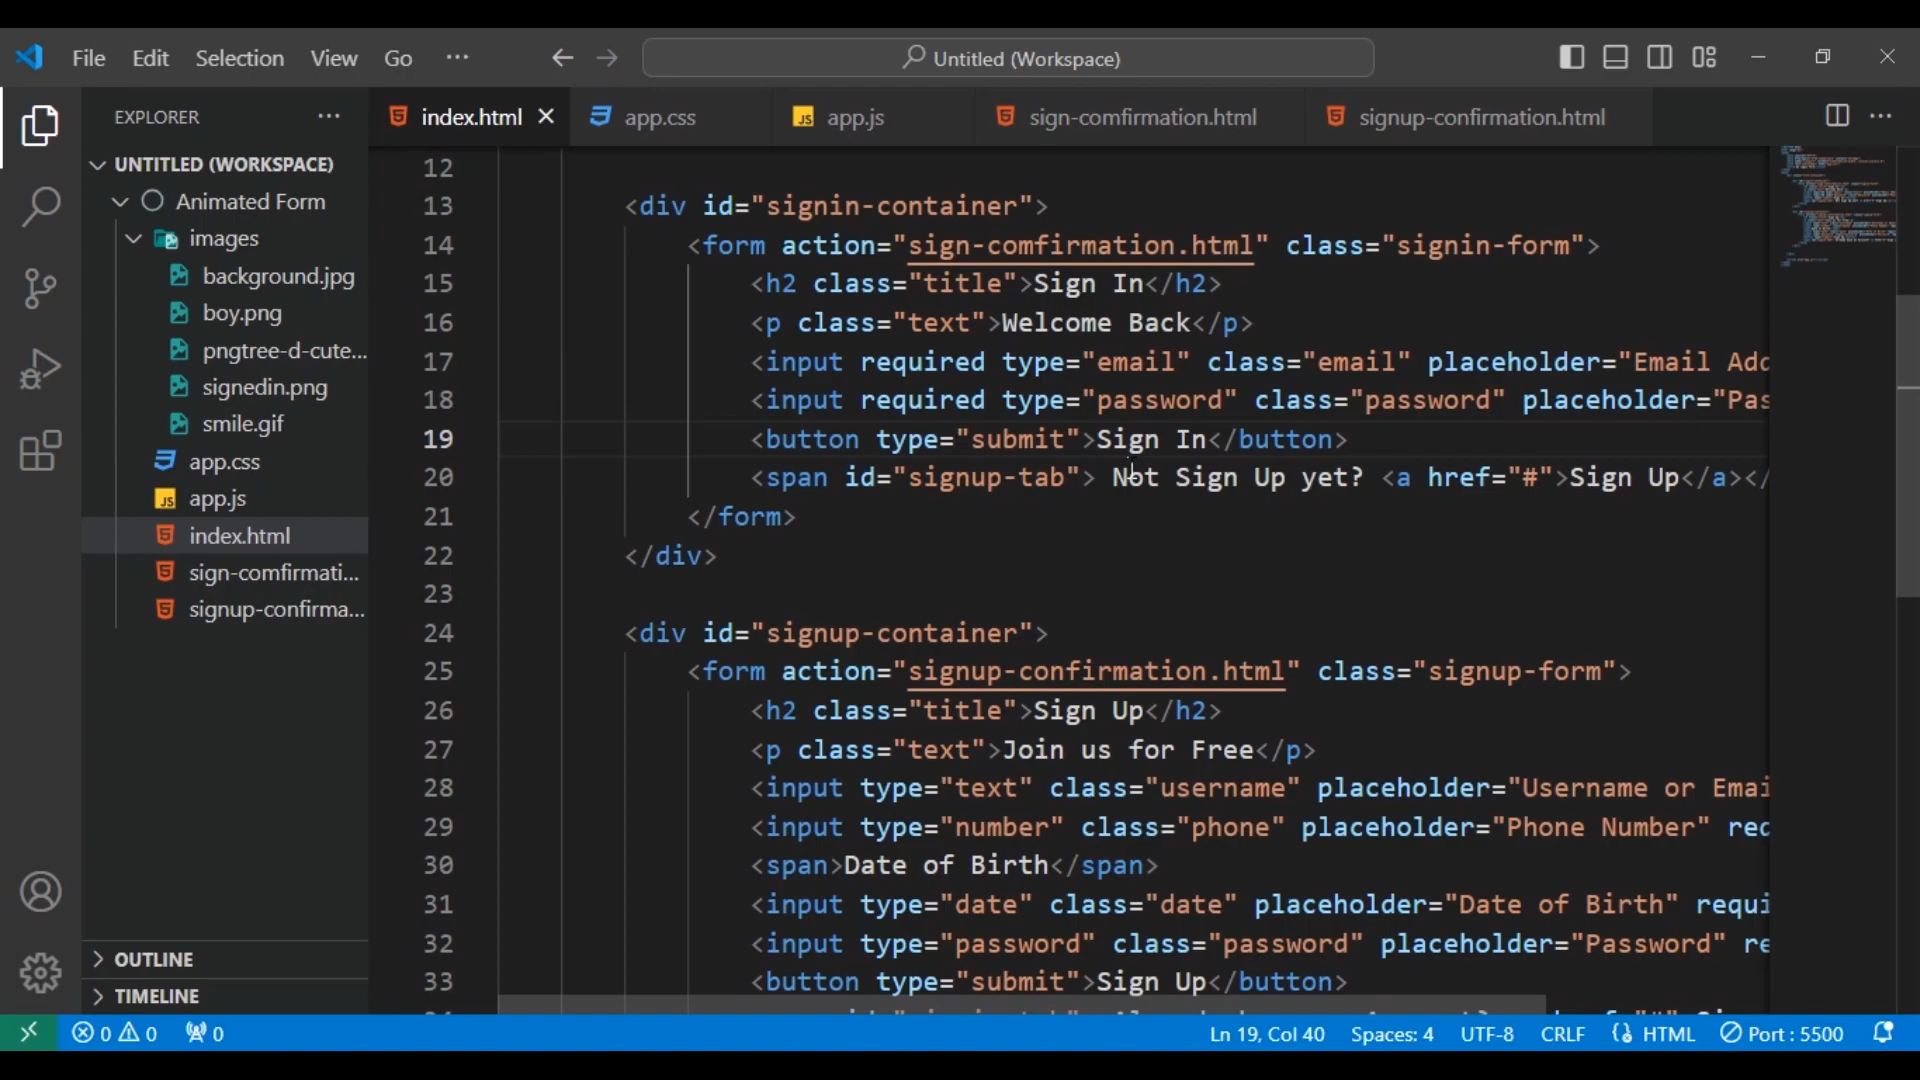 File Edit Selection View Go ··· Untitled (Workspace)
EXPLORER ···
UNTITLED (WORKSPACE)
Animated Form
images
background.jpg
boy.png
pngtree-d-cute...
signedin.png
smile.gif
app.css
JS app.js
index.html
sign-comfirmati...
signup-confirma...
OUTLINE
TIMELINE
index.html app.css JS app.js sign-comfirmation.html signup-confirmation.html
12
13 <div id="signin-container">
14 <form action="sign-comfirmation.html" class="signin-form">
15 <h2 class="title">Sign In</h2>
16 <p class="text">Welcome Back</p>
17 <input required type="email" class="email" placeholder="Email Add
18 <input required type="password" class="password" placeholder="Pas
19 <button type="submit">Sign In</button>
20 <span id="signup-tab"> Not Sign Up yet? <a href="#">Sign Up</a></
21 </form>
22 </div>
23
24 <div id="signup-container">
25 <form action="signup-confirmation.html" class="signup-form">
26 <h2 class="title">Sign Up</h2>
27 <p class="text">Join us for Free</p>
28 <input type="text" class="username" placeholder="Username or Emai
29 <input type="number" class="phone" placeholder="Phone Number" req
30 <span>Date of Birth</span>
31 <input type="date" class="date" placeholder="Date of Birth" requi
32 <input type="password" class="password" placeholder="Password" re
33 <button type="submit">Sign Up</button>
0 0 0 Ln 19, Col 40 Spaces: 4 UTF-8 CRLF HTML Port : 5500